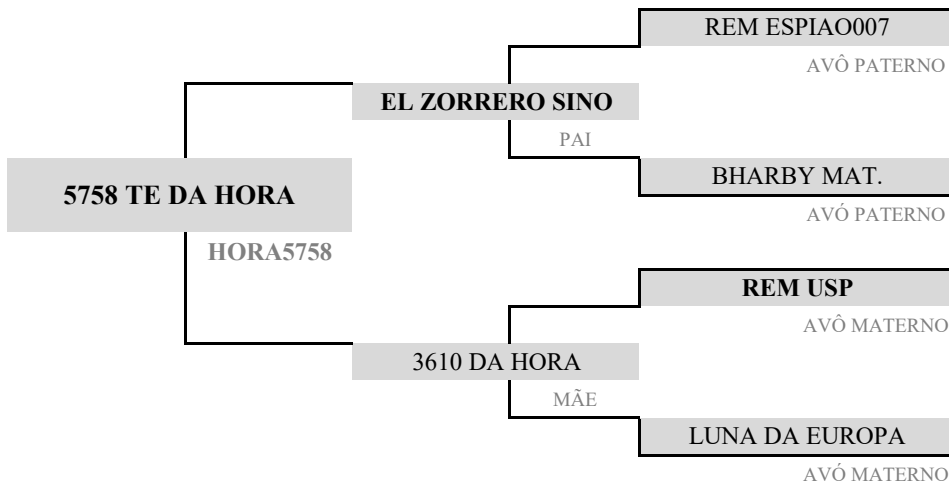 REM ESPIAO007
AVÔ PATERNO
EL ZORRERO SINO
PAI
BHARBY MAT.
AVÓ PATERNO
5758 TE DA HORA
HORA5758
REM USP
AVÔ MATERNO
3610 DA HORA
MÃE
LUNA DA EUROPA
AVÓ MATERNO